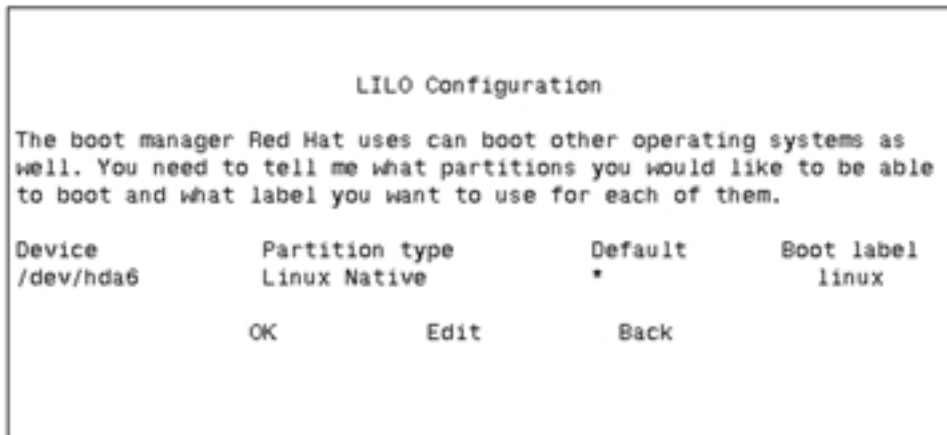 LILO Configuration
The boot manager Red Hat uses can boot other operating systems as
well. You need to tell me what partitions you would like to be able
to boot and what label you want to use for each of them.
Device Partition type Default Boot label
/dev/hda6 Linux Native * linux
OK Edit Back